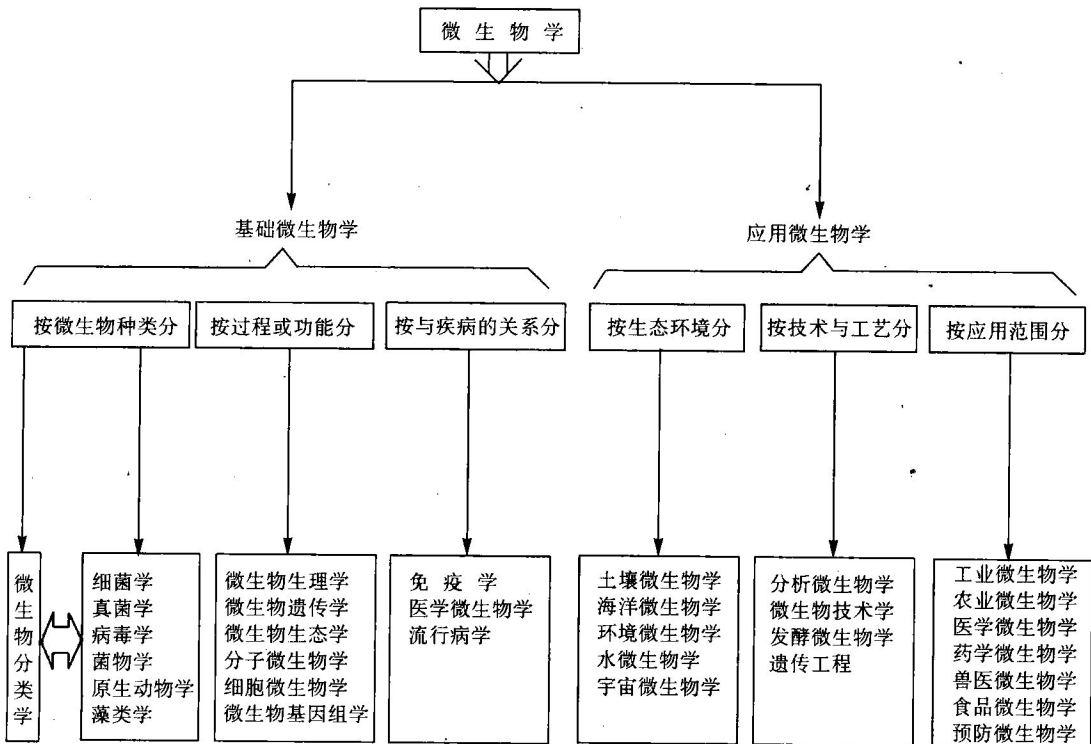 微生物学
基础微生物学
应用微生物学
按微生物种类分
按过程或功能分
按与疾病的关系分
按生态环境分
按技术与工艺分
按应用范围分
微生物分类学
细菌学
真菌学
病毒学
菌物学
原生动物学
藻类学
微生物生理学
微生物遗传学
微生物生态学
分子微生物学
细胞微生物学
微生物基因组学
免疫学
医学微生物学
流行病学
土壤微生物学
海洋微生物学
环境微生物学
水微生物学
宇宙微生物学
分析微生物学
微生物技术学
发酵微生物学
遗传工程
工业微生物学
农业微生物学
医学微生物学
药学微生物学
兽医微生物学
食品微生物学
预防微生物学